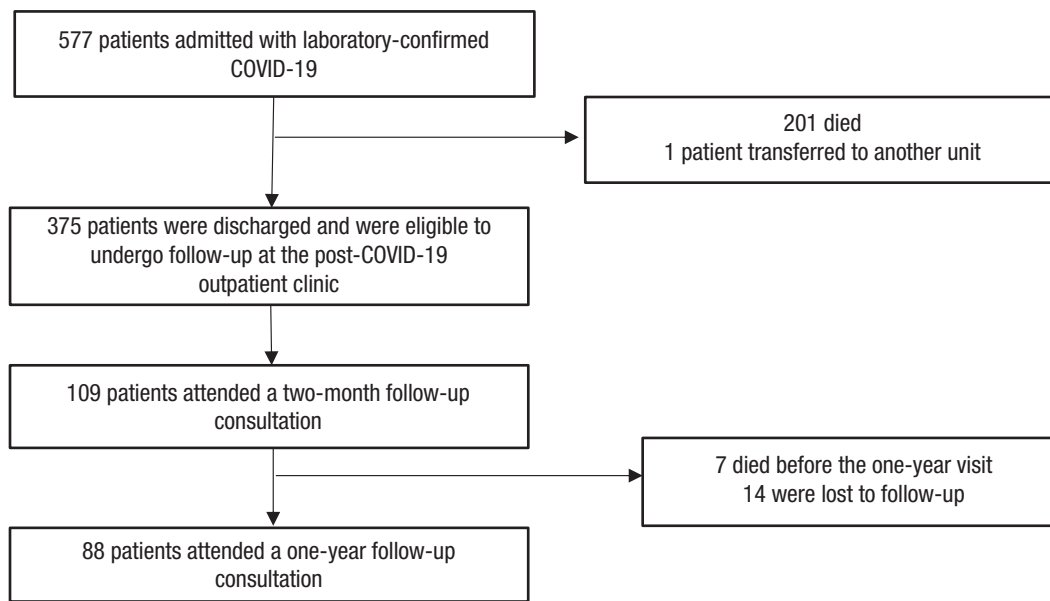 577 patients admitted with laboratory-confirmed
COVID-19
201 died
1 patient transferred to another unit
375 patients were discharged and were eligible to
undergo follow-up at the post-COVID-19
outpatient clinic
109 patients attended a two-month follow-up
consultation
7 died before the one-year visit
14 were lost to follow-up
88 patients attended a one-year follow-up
consultation